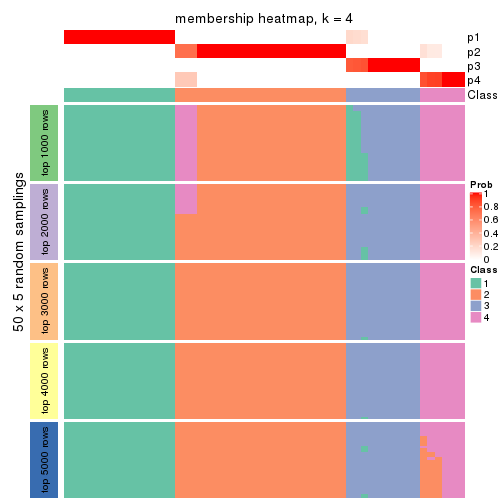 membership heatmap, k = 4
p1
p2
p3
p4
Class
50 x 5 random samplings
top 1000 rows
top 2000 rows
top 3000 rows
top 4000 rows
top 5000 rows
Prob
1
0.8
0.6
0.4
0.2
0
Class
1
2
3
4